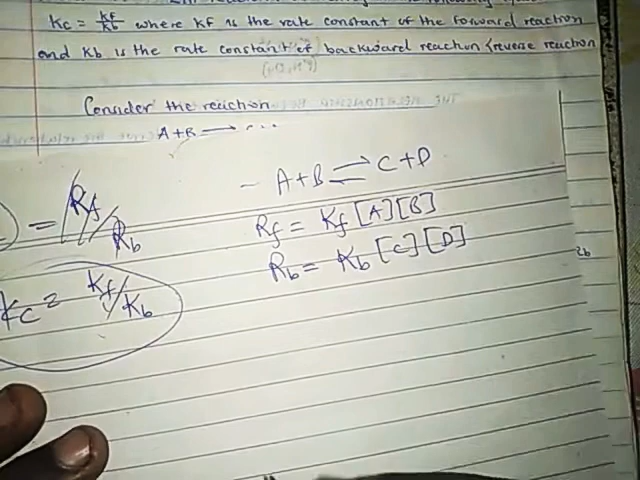 Kc = Kf/Kb where Kf is the rate constant of the forward reaction
and Kb is the rate constant of backward reaction (reverse reaction
Consider the reaction
A+B → ...
- A+B ⇌ C+D
= Rf/Rb
Rf = Kf [A][B]
Rb = Kb [C][D]
Kc = Kf/Kb